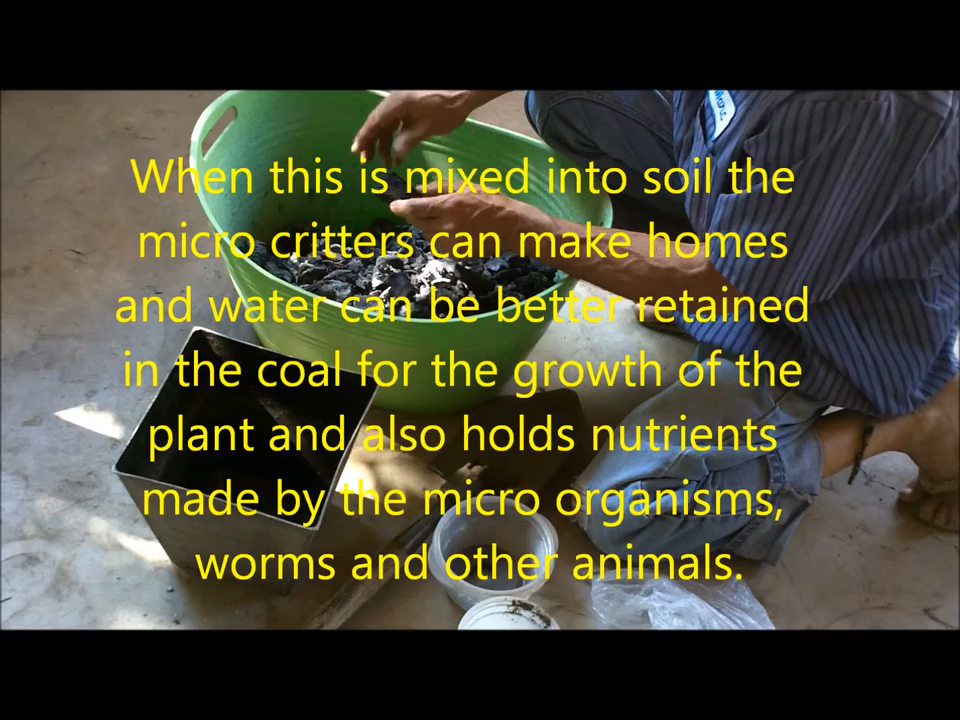 When this is mixed into soil the
micro critters can make homes
and water can be better retained
in the coal for the growth of the
plant and also holds nutrients
made by the micro organisms,
worms and other animals.